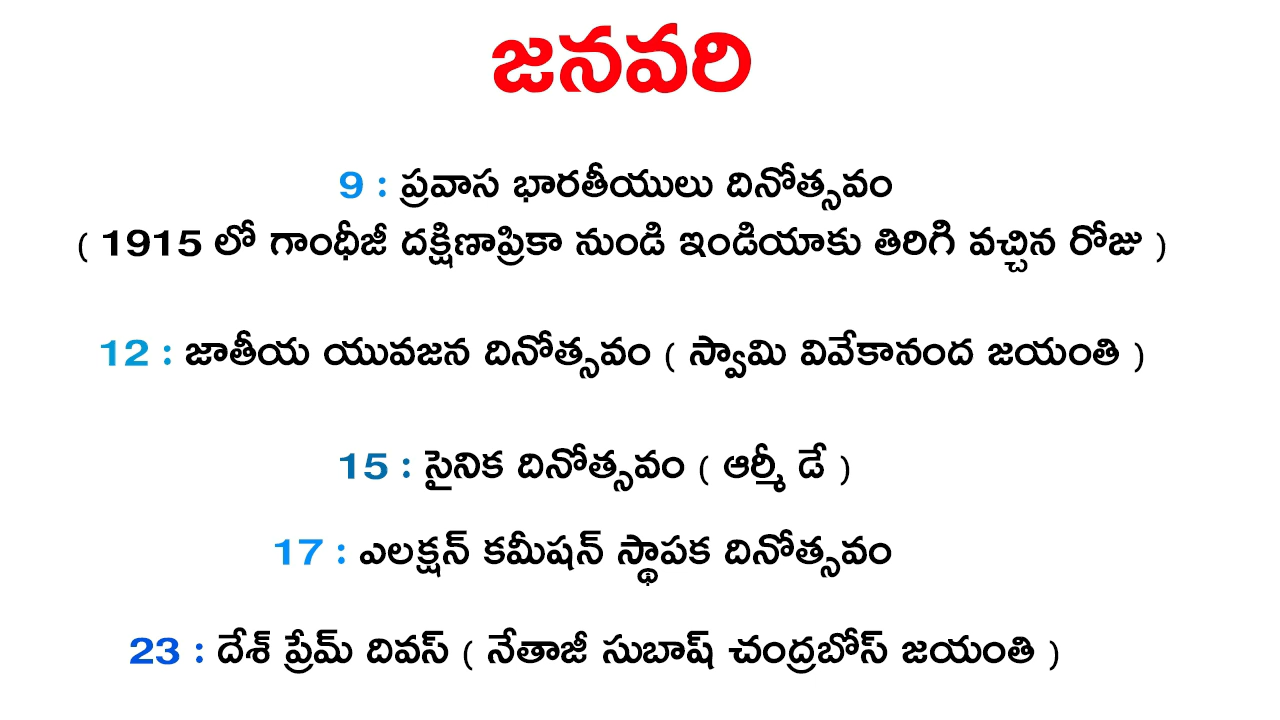 జనవరి
9 : ప్రవాస భారతీయులు దినోత్సవం
( 1915 లో గాంధీజీ దక్షిణాప్రికా నుండి ఇండియాకు తిరిగి వచ్చిన రోజు )
12 : జాతీయ యువజన దినోత్సవం ( స్వామి వివేకానంద జయంతి )
15 : సైనిక దినోత్సవం ( ఆర్మీ డే )
17 : ఎలక్షన్ కమీషన్ స్థాపక దినోత్సవం
23 : దేశ్ ప్రేమ్ దివస్ ( నేతాజీ సుబాష్ చంద్రబోస్ జయంతి )